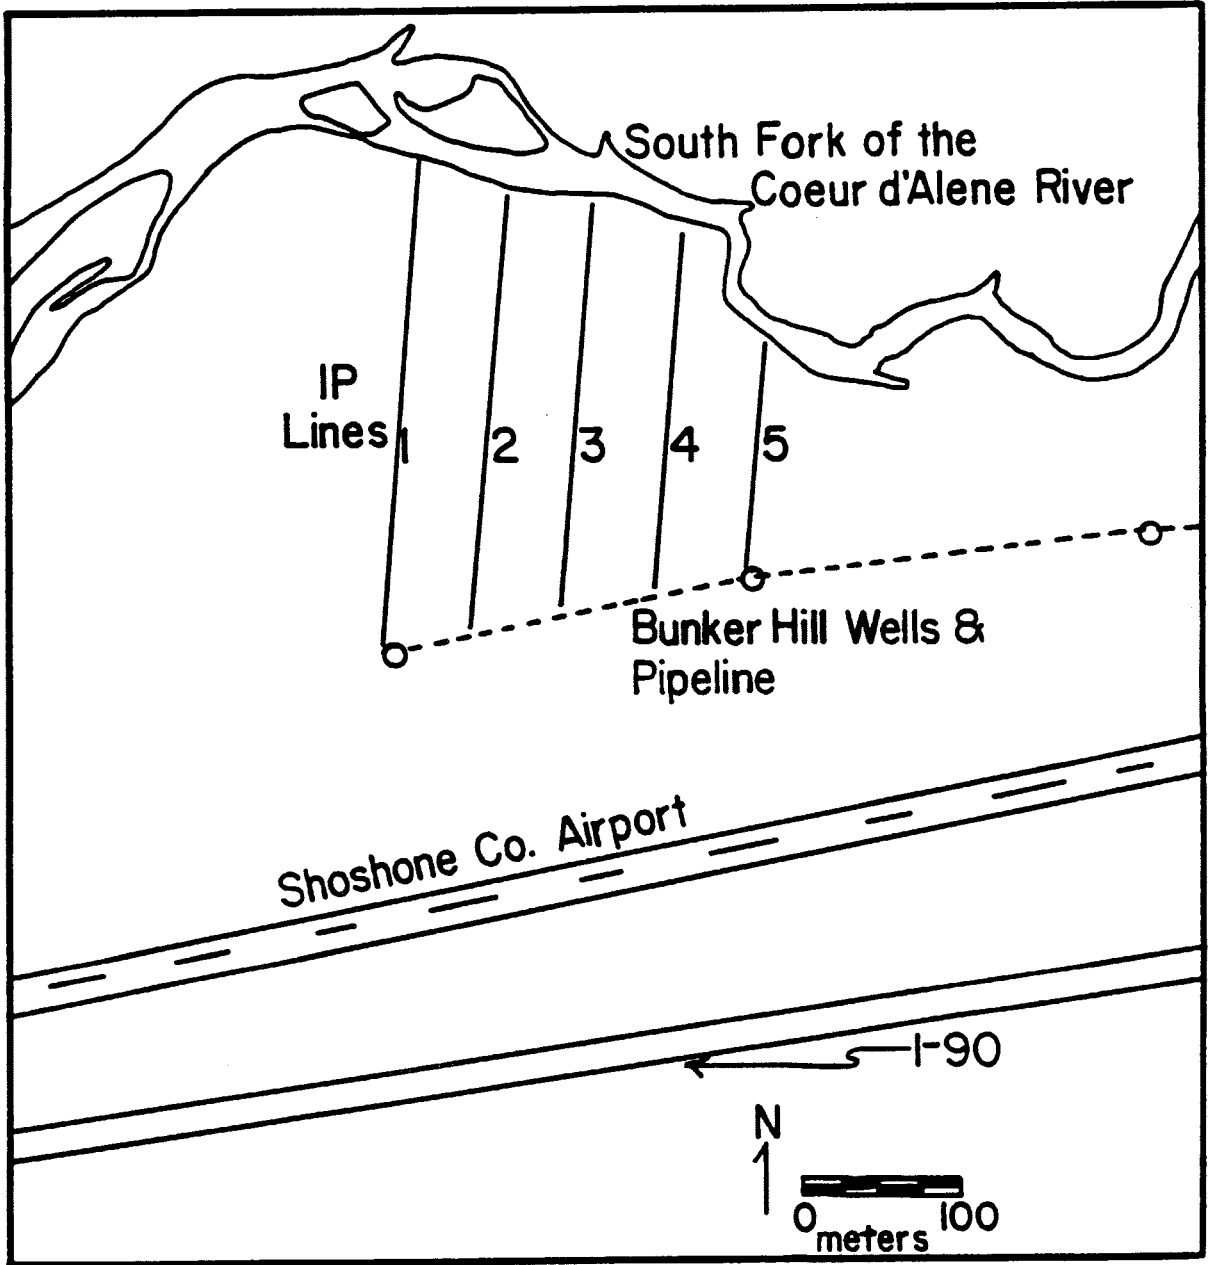 South Fork of the
Coeur d'Alene River
IP
Lines
1
2
3
4
5
Bunker Hill Wells &
Pipeline
Shoshone Co. Airport
I-90
N
0 100
meters